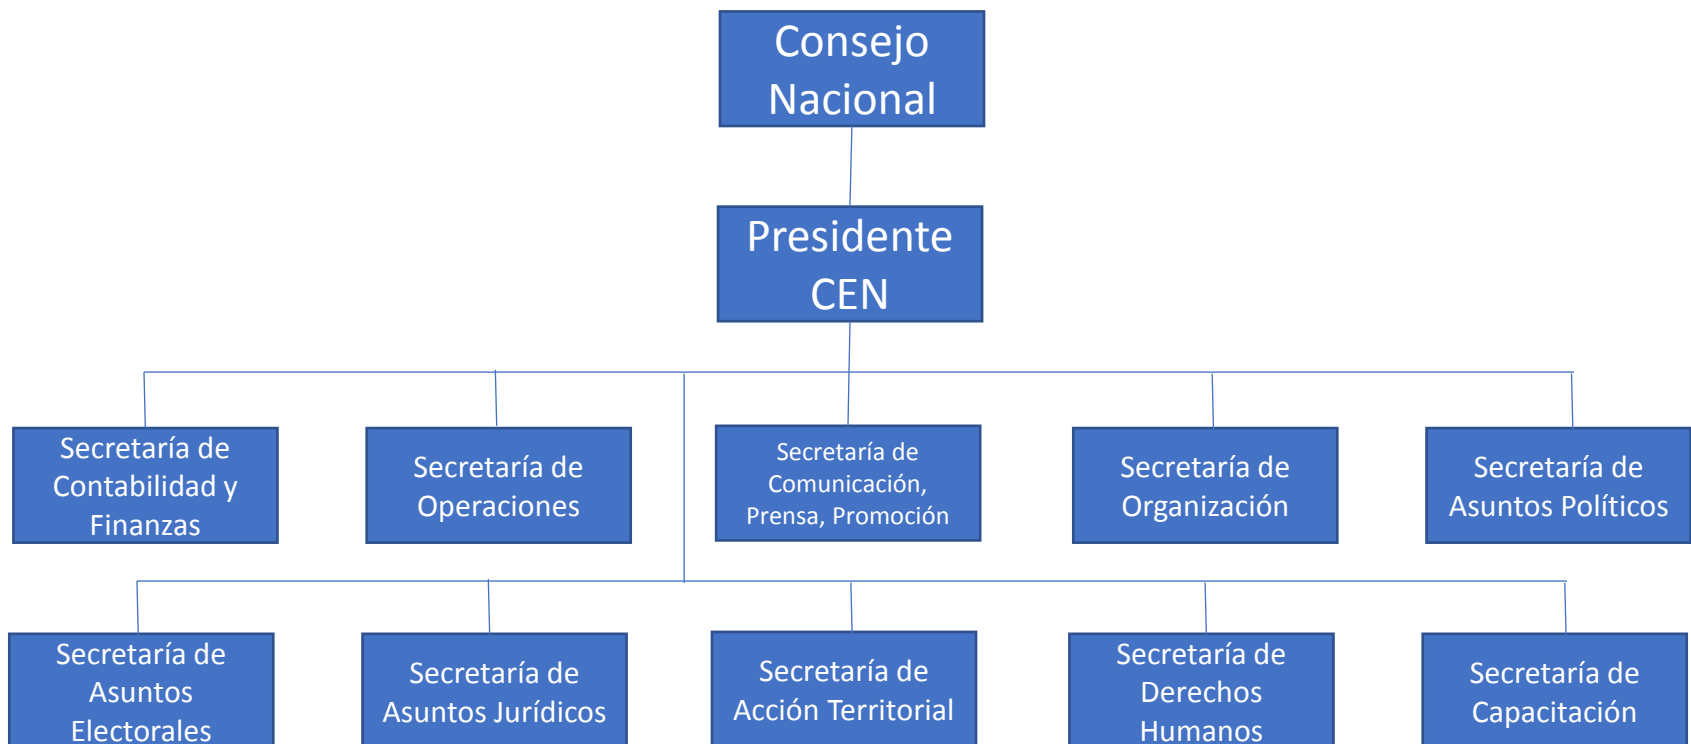 Consejo
Nacional
Presidente
CEN
Secretaría de
Contabilidad y
Finanzas
Secretaría de
Operaciones
Secretaría de
Comunicación,
Prensa, Promoción
Secretaría de
Organización
Secretaría de
Asuntos Políticos
Secretaría de
Asuntos
Electorales
Secretaría de
Asuntos Jurídicos
Secretaría de
Acción Territorial
Secretaría de
Derechos
Humanos
Secretaría de
Capacitación